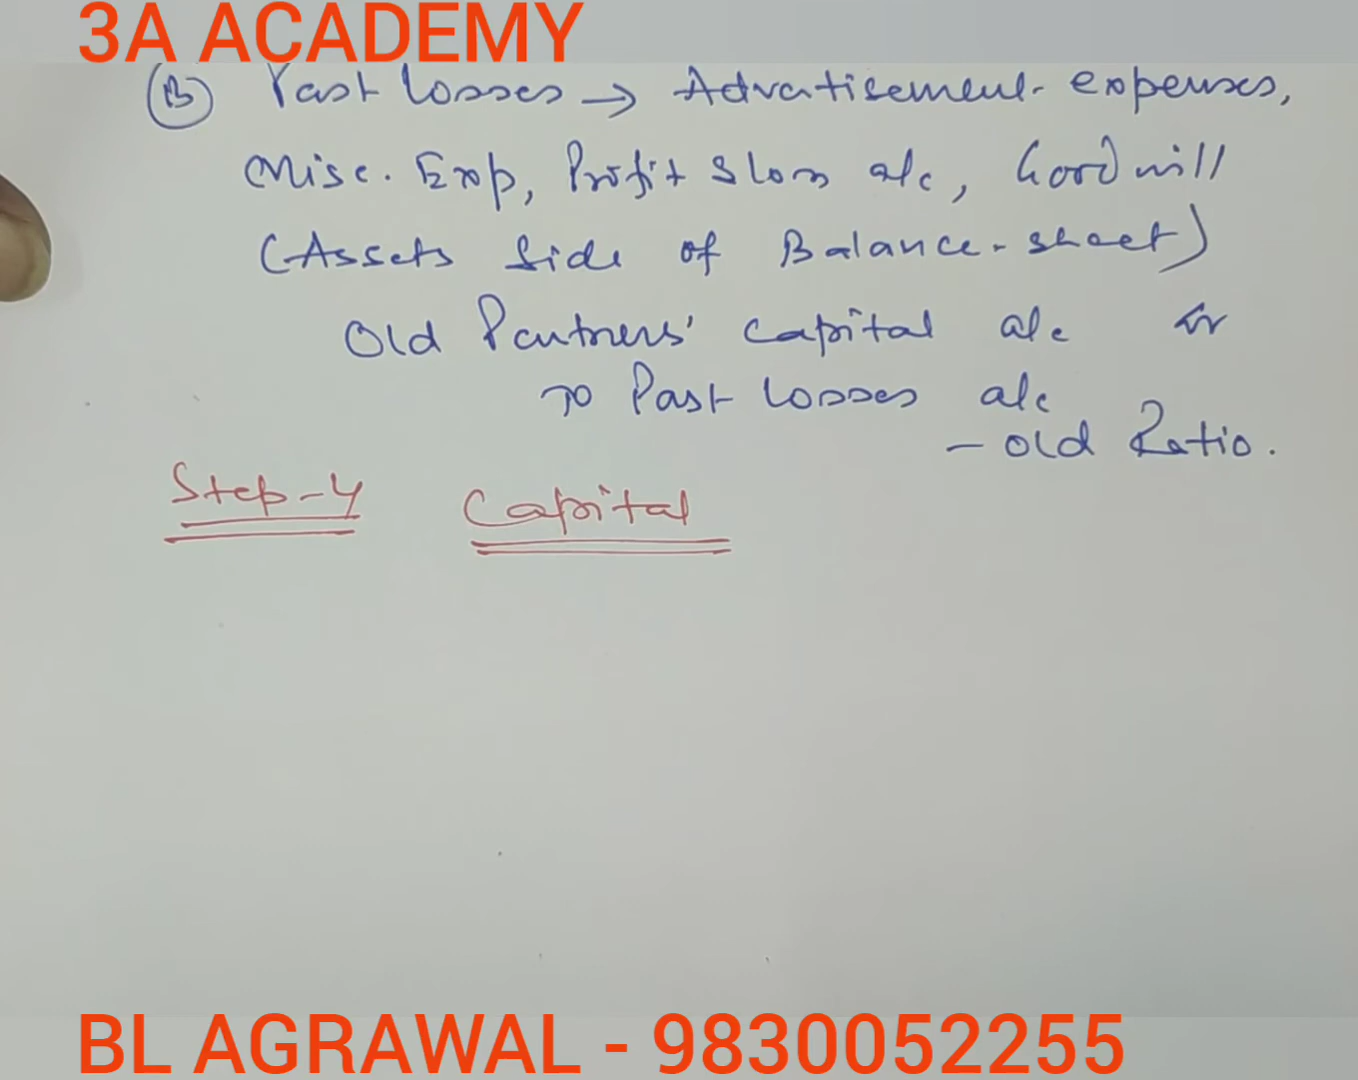 3A ACADEMY
(B) Past Losses → Advertisement expenses,
Misc. Exp, Profit & loss a/c, Goodwill
(Assets Side of Balance-sheet)
Old Partners' Capital a/c Dr
To Past Losses a/c
- Old Ratio.
Step-4 Capital
BL AGRAWAL - 9830052255